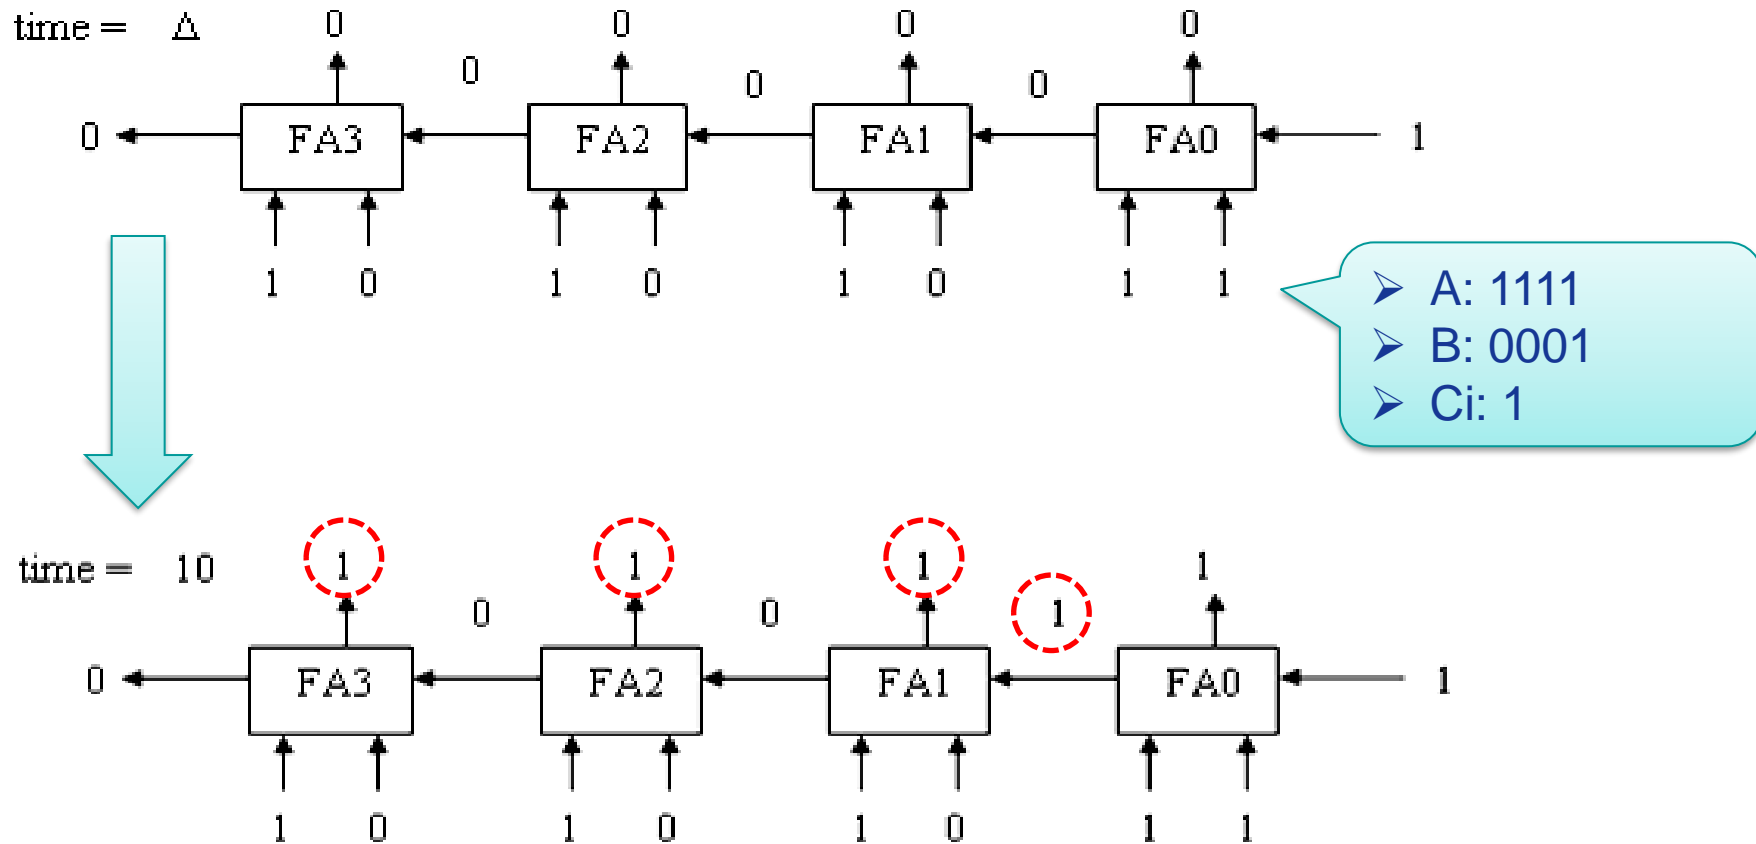 time = Δ 0 0 0 0
0 0 0
0 FA3 FA2 FA1 FA0 1
1 0 1 0 1 0 1 1
➢ A: 1111
➢ B: 0001
➢ Ci: 1
time = 10 1 1 1 1
0 0 1
0 FA3 FA2 FA1 FA0 1
1 0 1 0 1 0 1 1